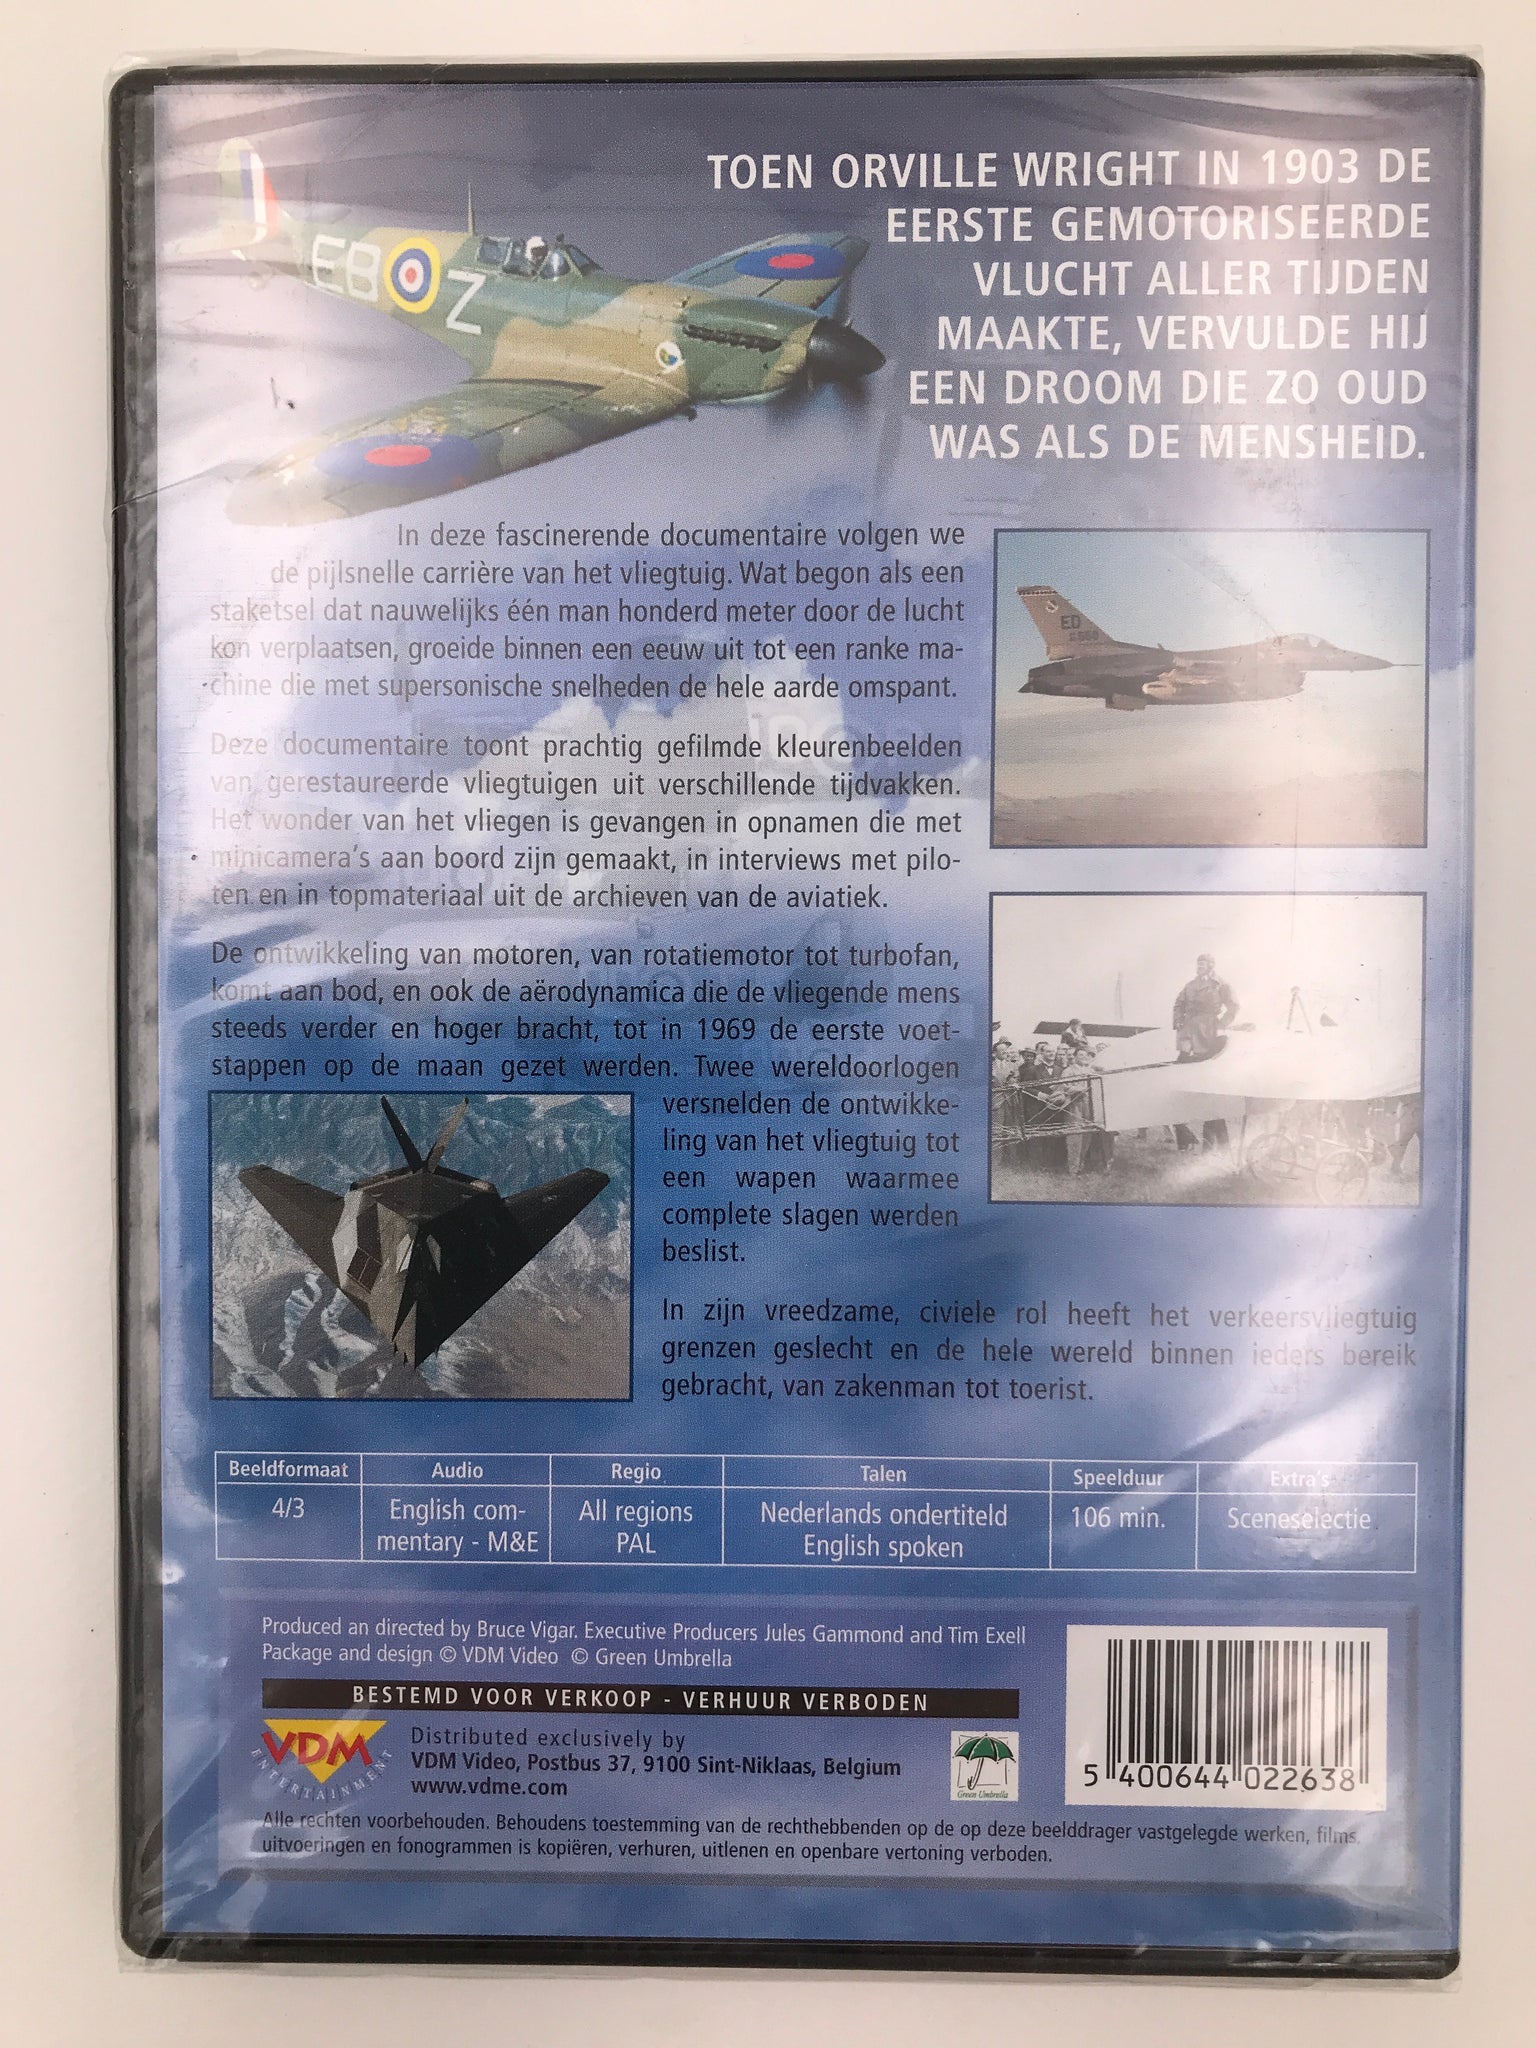 TOEN ORVILLE WRIGHT IN 1903 DE
EERSTE GEMOTORISEERDE
VLUCHT ALLER TIJDEN
MAAKTE, VERVULDE HIJ
EEN DROOM DIE ZO OUD
WAS ALS DE MENSHEID.
EB Z
In deze fascinerende documentaire volgen we
de pijlsnelle carrière van het vliegtuig. Wat begon als een
staketsel dat nauwelijks één man honderd meter door de lucht
kon verplaatsen, groeide binnen een eeuw uit tot een ranke ma-
chine die met supersonische snelheden de hele aarde omspant.
ED
Deze documentaire toont prachtig gefilmde kleurenbeelden
van gerestaureerde vliegtuigen uit verschillende tijdvakken.
Het wonder van het vliegen is gevangen in opnamen die met
minicamera's aan boord zijn gemaakt, in interviews met pilo-
ten en in topmateriaal uit de archieven van de aviatiek.
De ontwikkeling van motoren, van rotatiemotor tot turbofan,
komt aan bod, en ook de aërodynamica die de vliegende mens
steeds verder en hoger bracht, tot in 1969 de eerste voet-
stappen op de maan gezet werden. Twee wereldoorlogen
versnelden de ontwikke-
ling van het vliegtuig tot
een wapen waarmee
complete slagen werden
beslist.
In zijn vreedzame, civiele rol heeft het verkeersvliegtuig
grenzen geslecht en de hele wereld binnen ieders bereik
gebracht, van zakenman tot toerist.
Beeldformaat Audio Regio Talen Speelduur Extra's
4/3 English com- All regions Nederlands ondertiteld 106 min. Sceneselectie
mentary - M&E PAL English spoken
Produced an directed by Bruce Vigar. Executive Producers Jules Gammond and Tim Exell
Package and design © VDM Video © Green Umbrella
BESTEMD VOOR VERKOOP - VERHUUR VERBODEN
VDM
ENTERTAINMENT
Distributed exclusively by
VDM Video, Postbus 37, 9100 Sint-Niklaas, Belgium
www.vdme.com
Green Umbrella
5 400644 022638
Alle rechten voorbehouden. Behoudens toestemming van de rechthebbenden op de op deze beelddrager vastgelegde werken, films,
uitvoeringen en fonogrammen is kopiëren, verhuren, uitlenen en openbare vertoning verboden.